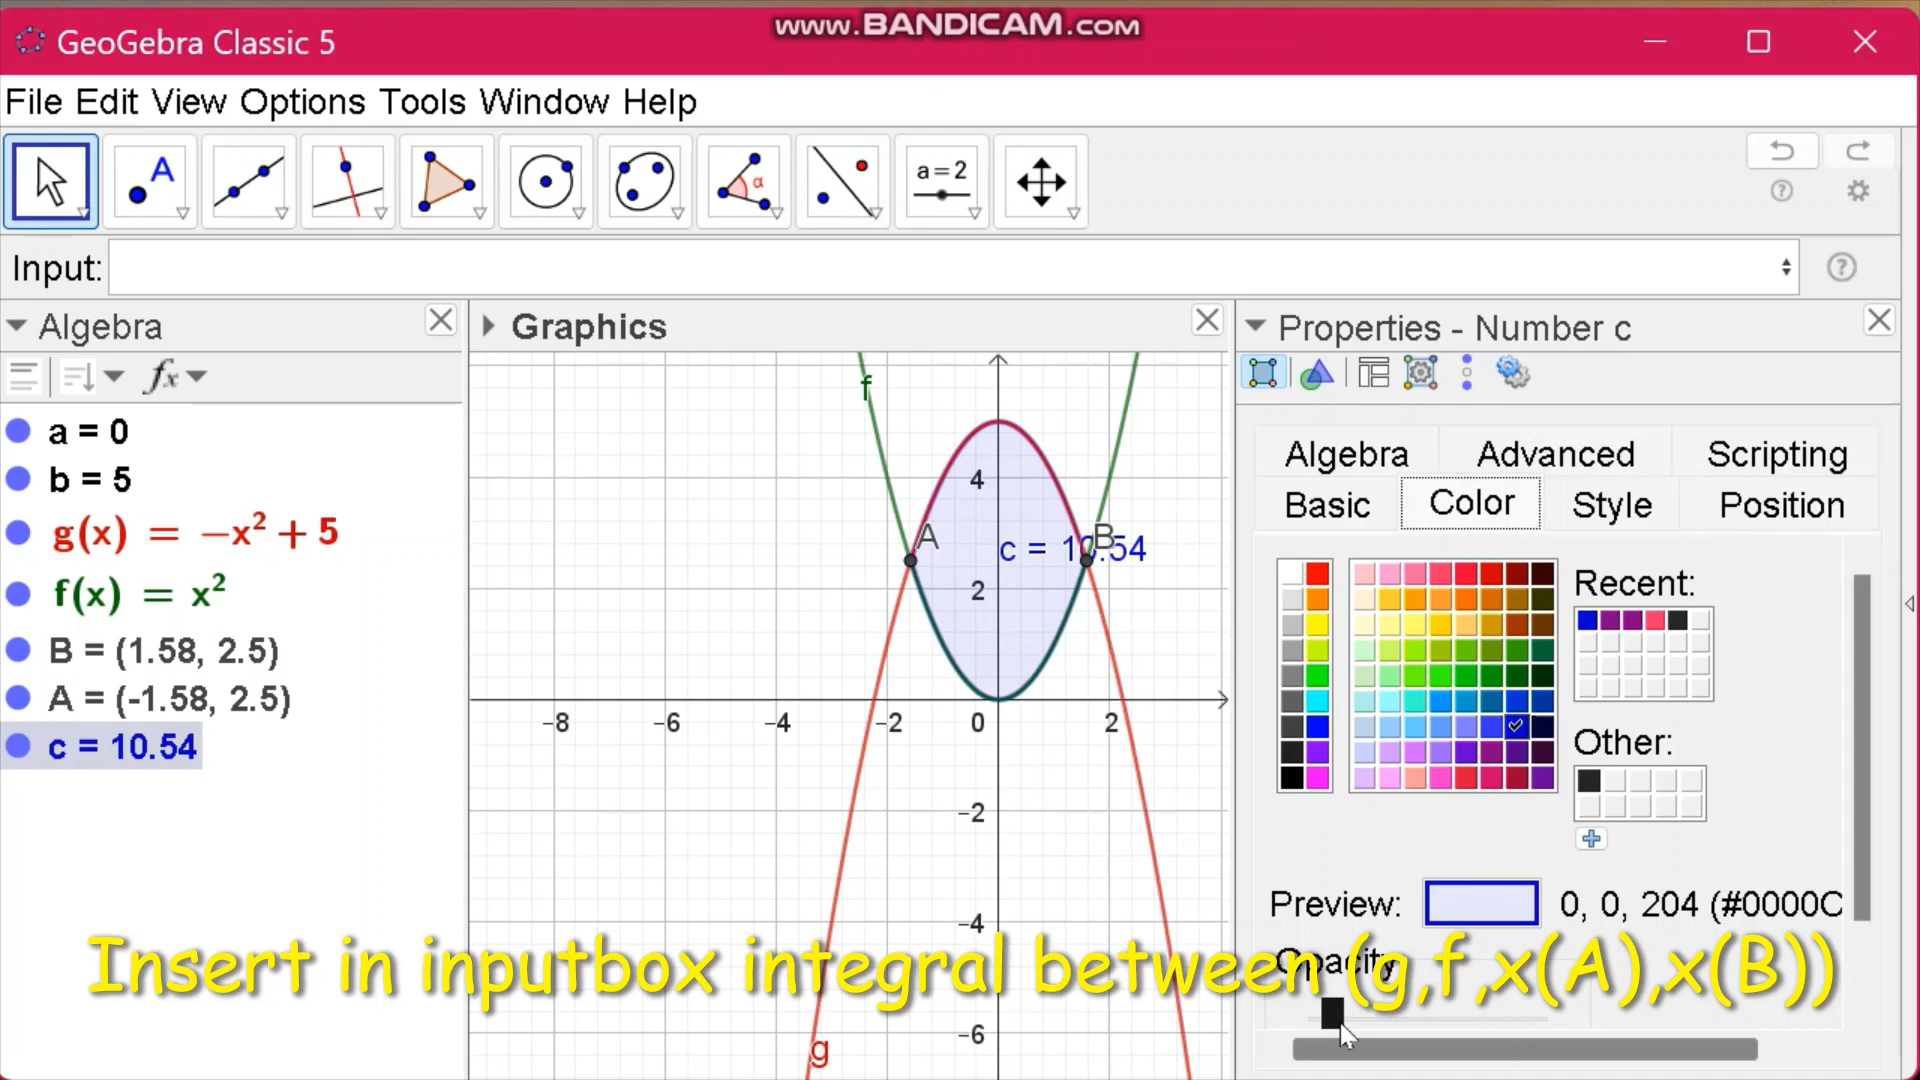 www.BANDICAM.com
GeoGebra Classic 5
File Edit View Options Tools Window Help
A
α
a=2
Input:
Algebra
Graphics
Properties - Number c
fx
a = 0
b = 5
g(x) = −x² + 5
f(x) = x²
B = (1.58, 2.5)
A = (-1.58, 2.5)
c = 10.54
f
A
B
c = 10.54
4
2
−8 −6 −4 −2 0 2
−2
−4
−6
g
Algebra Advanced Scripting
Basic Color Style Position
Recent:
Other:
Preview: 0, 0, 204 (#0000C
Opacity
Insert in inputbox integral between (g,f,x(A),x(B))